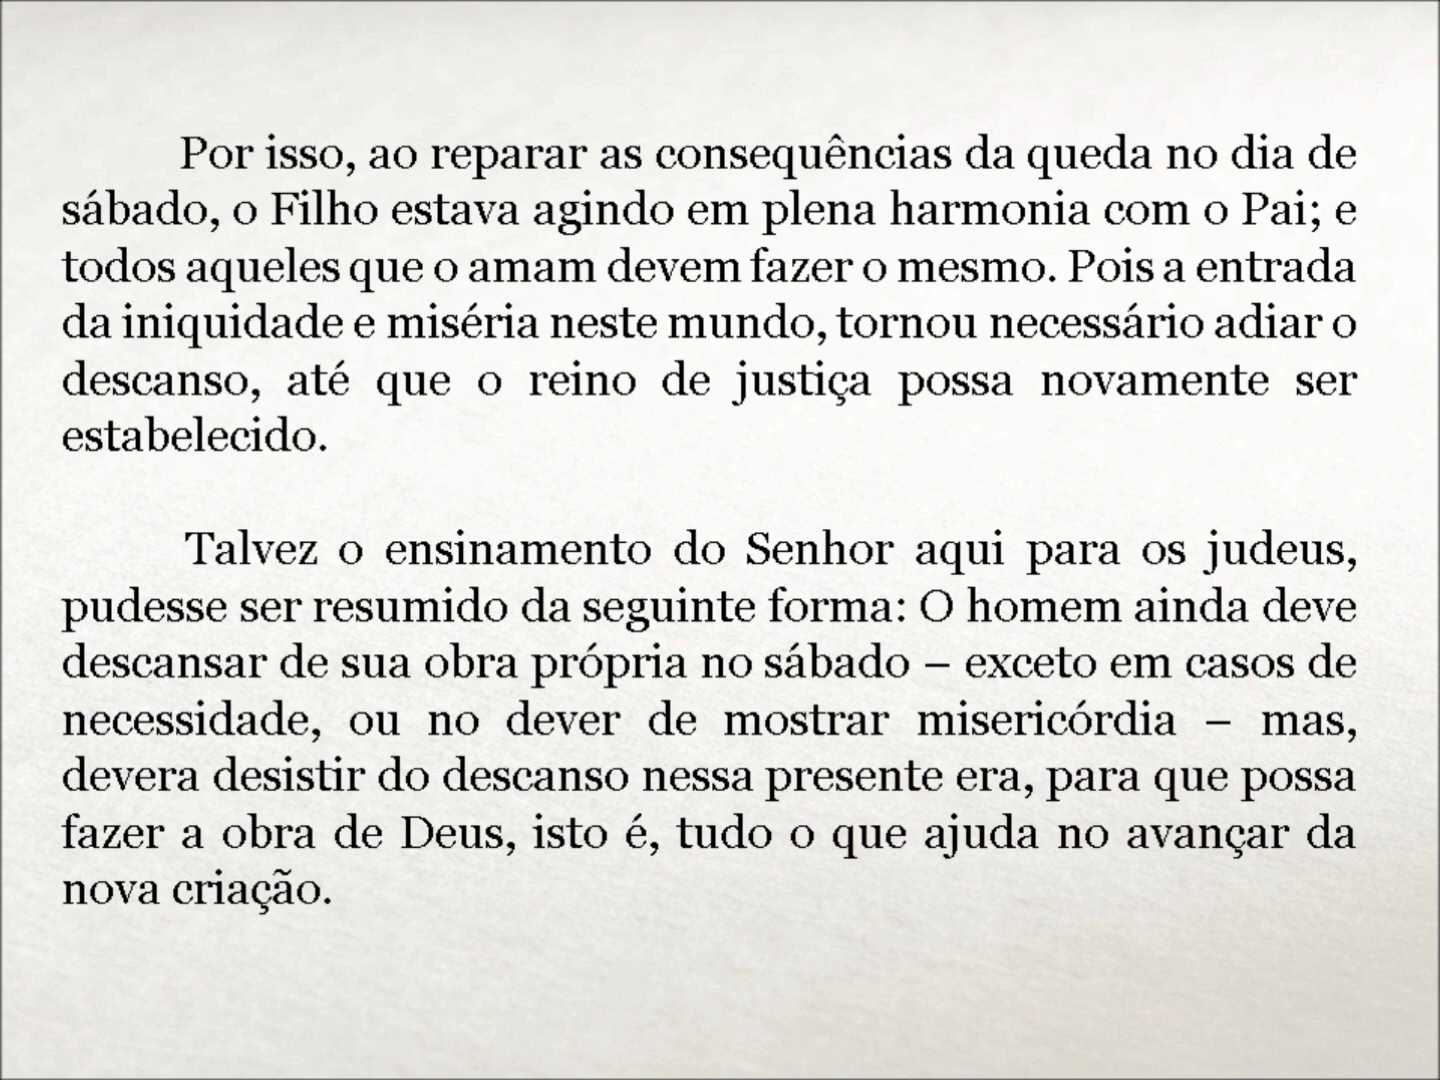 Por isso, ao reparar as consequências da queda no dia de
sábado, o Filho estava agindo em plena harmonia com o Pai; e
todos aqueles que o amam devem fazer o mesmo. Pois a entrada
da iniquidade e miséria neste mundo, tornou necessário adiar o
descanso, até que o reino de justiça possa novamente ser
estabelecido.
Talvez o ensinamento do Senhor aqui para os judeus,
pudesse ser resumido da seguinte forma: O homem ainda deve
descansar de sua obra própria no sábado – exceto em casos de
necessidade, ou no dever de mostrar misericórdia – mas,
devera desistir do descanso nessa presente era, para que possa
fazer a obra de Deus, isto é, tudo o que ajuda no avançar da
nova criação.